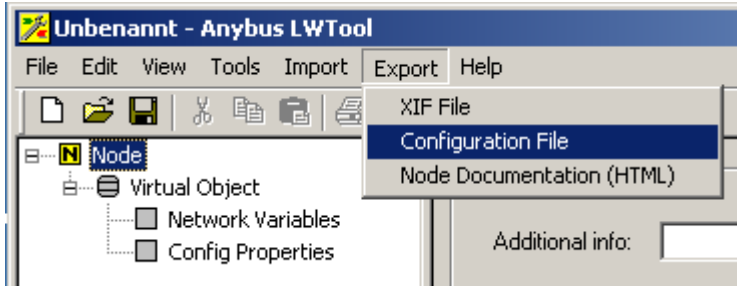 Unbenannt - Anybus LWTool
File Edit View Tools Import Export Help
XIF File
Configuration File
Node Documentation (HTML)
N Node
Virtual Object
Network Variables
Config Properties
Additional info: